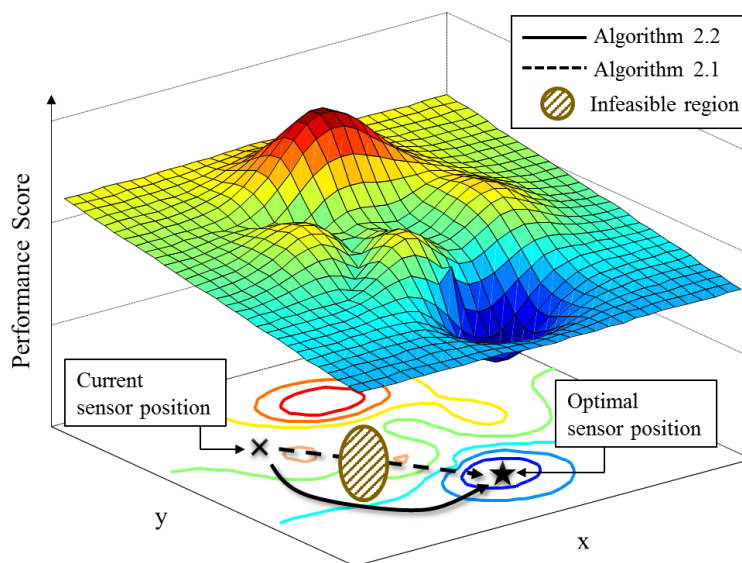 Algorithm 2.2
Algorithm 2.1
Infeasible region
Performance Score
Current
sensor position
Optimal
sensor position
y
x